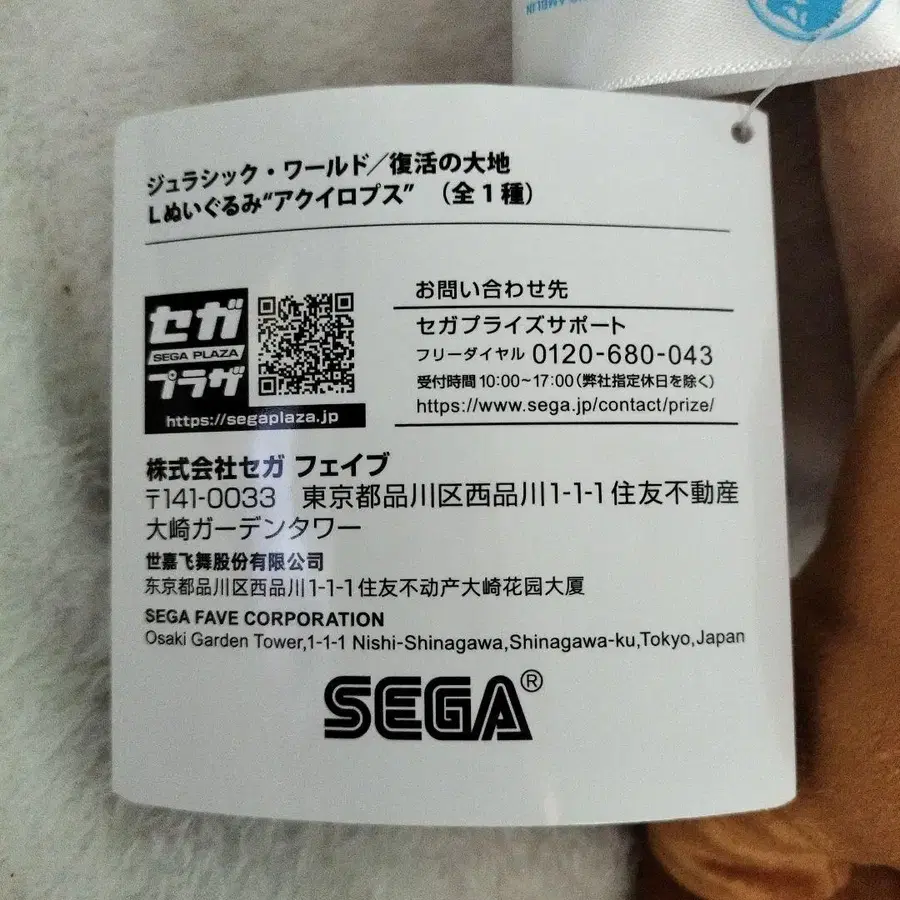 ジュラシック・ワールド／復活の大地
Lぬいぐるみ“アクイロプス” （全1種）
セガ
SEGA PLAZA
プラザ
https://segaplaza.jp
お問い合わせ先
セガプライズサポート
フリーダイヤル 0120-680-043
受付時間 10:00~17:00（弊社指定休日を除く）
https://www.sega.jp/contact/prize/
株式会社セガ フェイブ
〒141-0033 東京都品川区西品川1-1-1 住友不動産
大崎ガーデンタワー
世嘉飞舞股份有限公司
东京都品川区西品川1-1-1 住友不动产大崎花园大厦
SEGA FAVE CORPORATION
Osaki Garden Tower,1-1-1 Nishi-Shinagawa,Shinagawa-ku,Tokyo,Japan
SEGA®